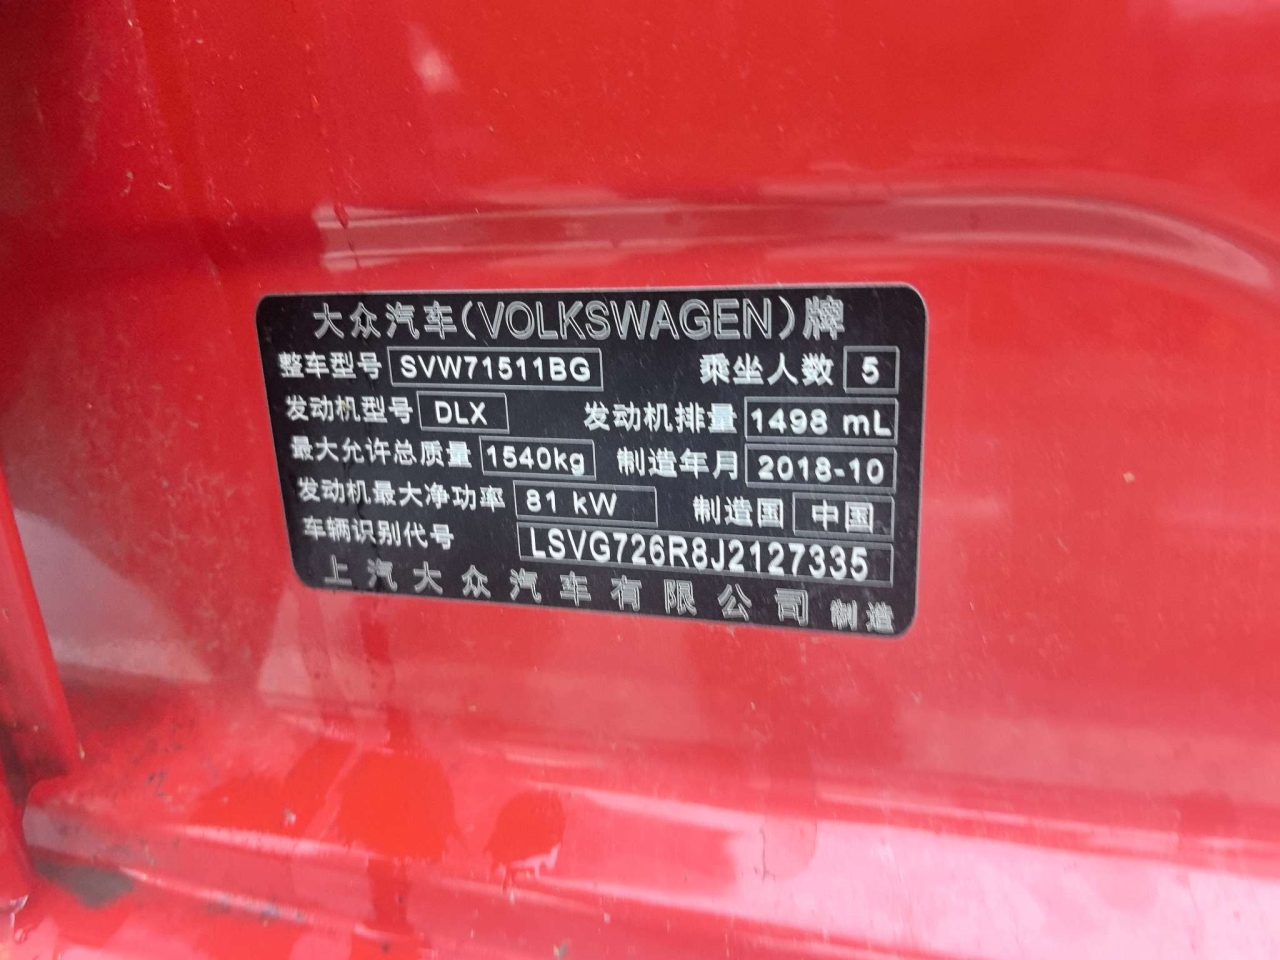 大众汽车(VOLKSWAGEN)牌
整车型号 SVW71511BG 乘坐人数 5
发动机型号 DLX 发动机排量 1498 mL
最大允许总质量 1540kg 制造年月 2018-10
发动机最大净功率 81 kW 制造国 中国
车辆识别代号 LSVG726R8J2127335
上汽大众汽车有限公司 制造